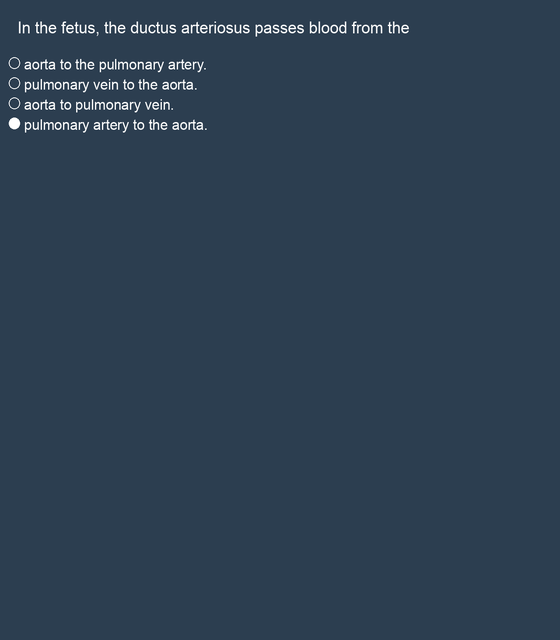 In the fetus, the ductus arteriosus passes blood from the
aorta to the pulmonary artery.
pulmonary vein to the aorta.
aorta to pulmonary vein.
pulmonary artery to the aorta.